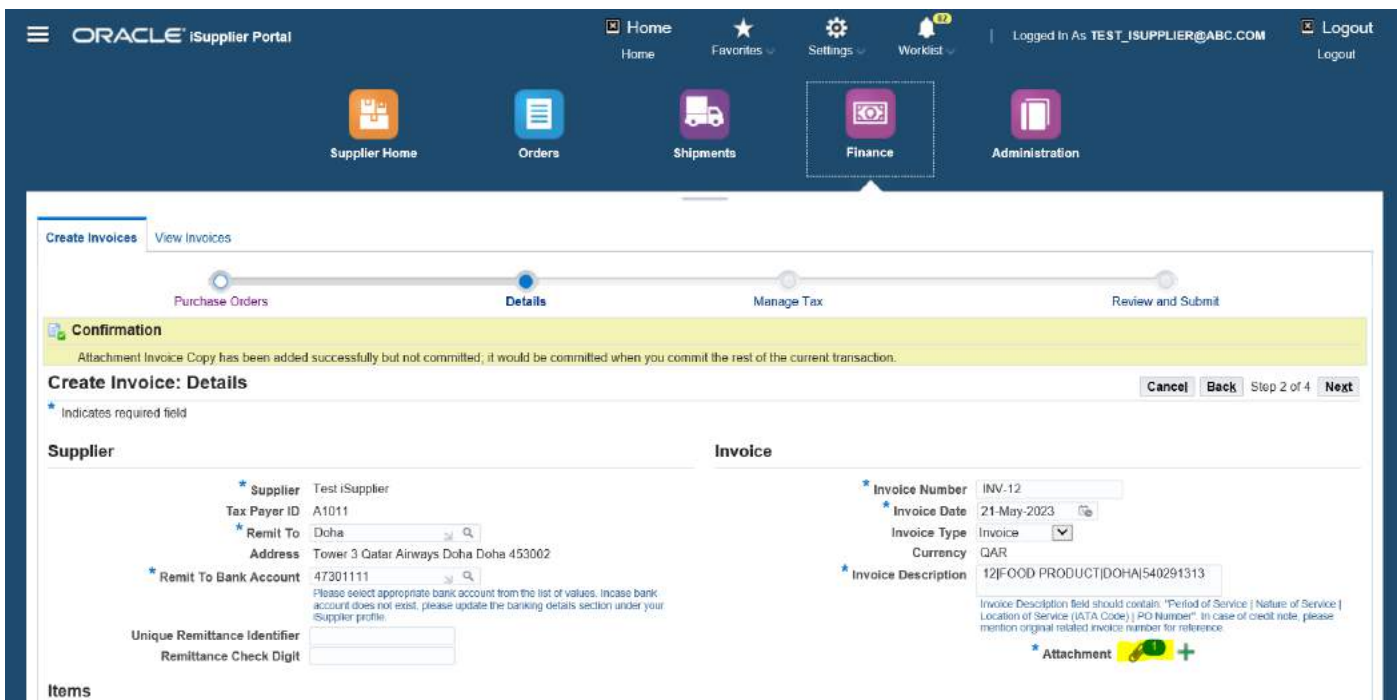 ORACLE iSupplier Portal
Home
Home
Favorites
Settings
82
Worklist
Logged In As TEST_ISUPPLIER@ABC.COM
Logout
Logout
Supplier Home
Orders
Shipments
Finance
Administration
Create Invoices View Invoices
Purchase Orders
Details
Manage Tax
Review and Submit
Confirmation
Attachment Invoice Copy has been added successfully but not committed; it would be committed when you commit the rest of the current transaction.
Create Invoice: Details
Cancel Back Step 2 of 4 Next
* Indicates required field
Supplier
* Supplier Test iSupplier
Tax Payer ID A1011
* Remit To Doha
Address Tower 3 Qatar Airways Doha Doha 453002
* Remit To Bank Account 47301111
Please select appropriate bank account from the list of values. Incase bank
account does not exist, please update the banking details section under your
iSupplier profile.
Unique Remittance Identifier
Remittance Check Digit
Invoice
* Invoice Number INV-12
* Invoice Date 21-May-2023
Invoice Type Invoice
Currency QAR
* Invoice Description 12|FOOD PRODUCT|DOHA|540291313
Invoice Description field should contain: "Period of Service | Nature of Service |
Location of Service (IATA Code) | PO Number". In case of credit note, please
mention original related invoice number for reference.
* Attachment 1
Items